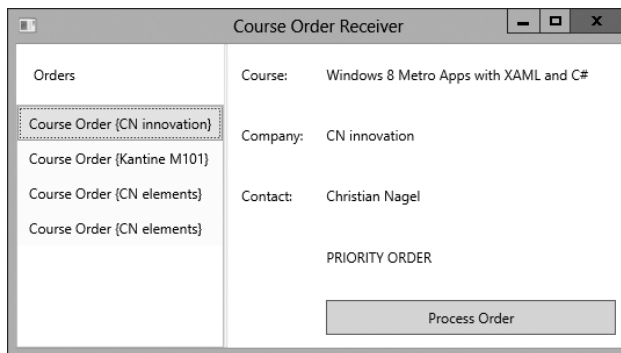 Course Order Receiver
Orders
Course Order {CN innovation}
Course Order {Kantine M101}
Course Order {CN elements}
Course Order {CN elements}
Course: Windows 8 Metro Apps with XAML and C#
Company: CN innovation
Contact: Christian Nagel
PRIORITY ORDER
Process Order